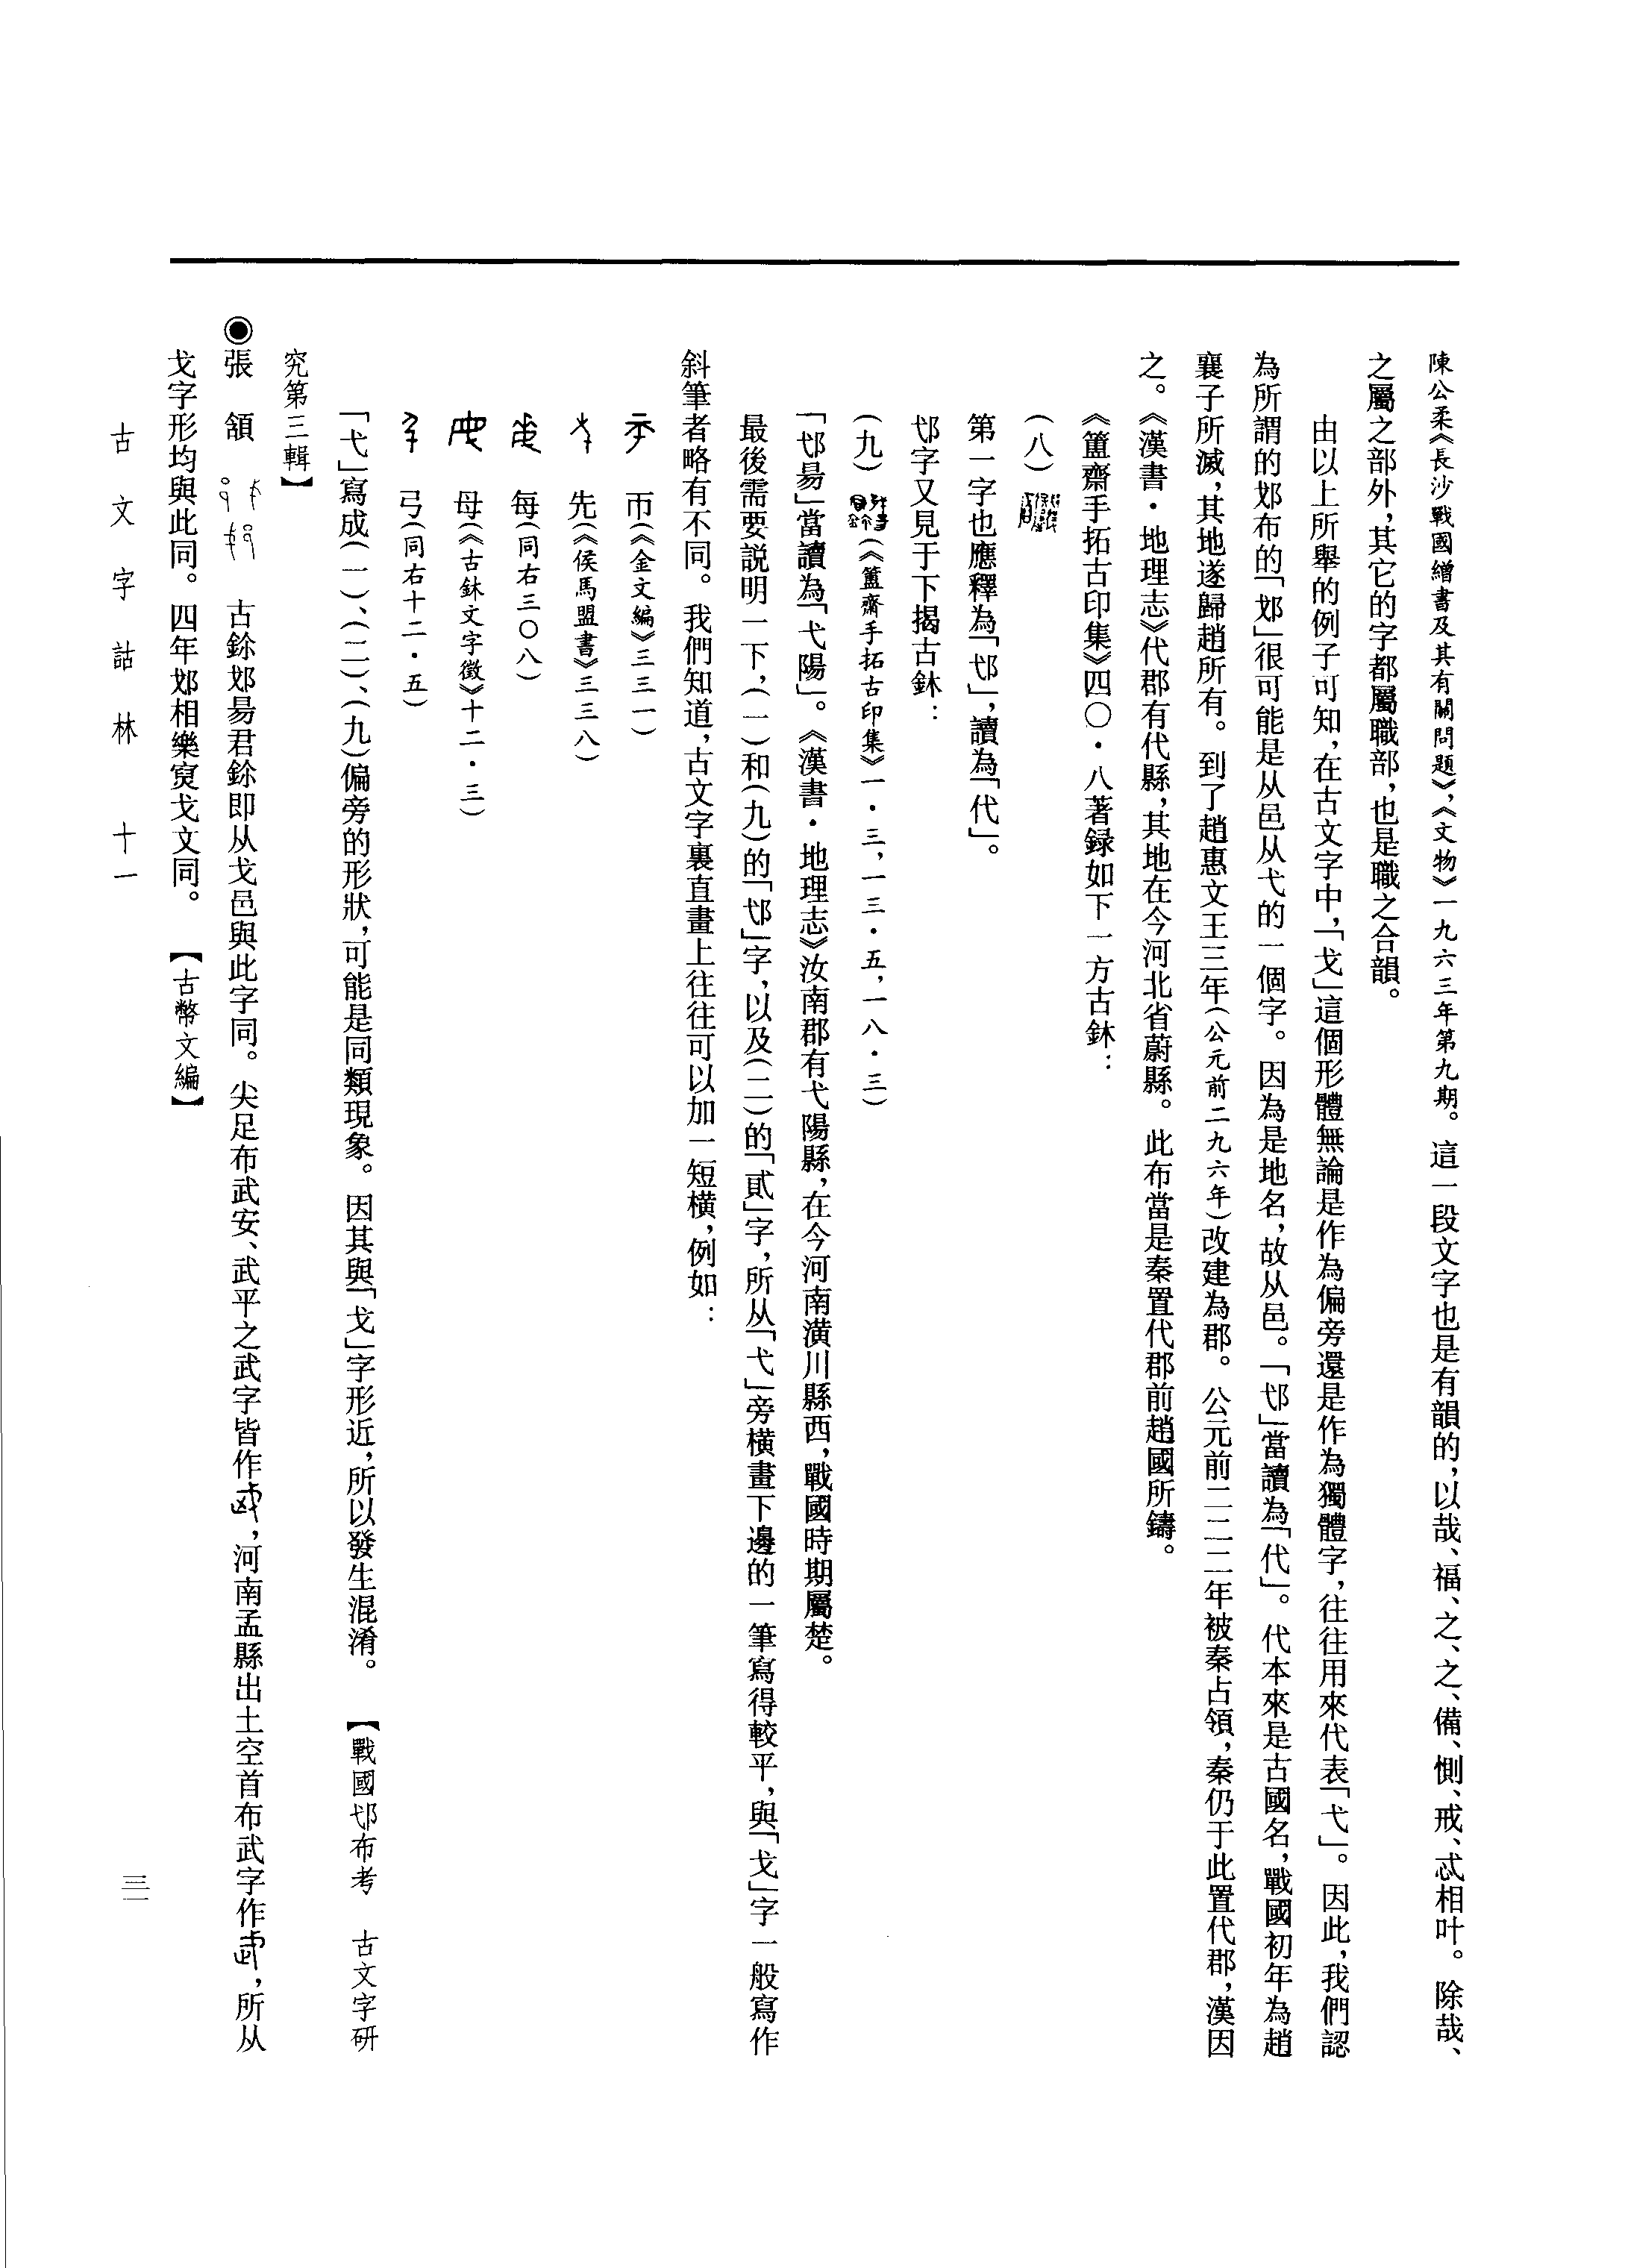 陳公柔《長沙戰國繒書及其有關問題》,《文物》一九六三年第九期。這一段文字也是有韻的,以哉、福、之、之、備、惻、戒、忒相叶。除哉、
之屬之部外,其它的字都屬職部,也是職之合韻。
由以上所舉的例子可知,在古文字中,「戈」這個形體無論是作為偏旁還是作為獨體字,往往用來代表「弋」。因此,我們認
為所謂的䣆布的「䣆」很可能是从邑从弋的一個字。因為是地名,故从邑。「邔」當讀為「代」。代本來是古國名,戰國初年為趙
襄子所滅,其地遂歸趙所有。到了趙惠文王三年(公元前二九六年)改建為郡。公元前二二二年被秦占領,秦仍于此置代郡,漢因
之。《漢書·地理志》代郡有代縣,其地在今河北省蔚縣。此布當是秦置代郡前趙國所鑄。
《簠齋手拓古印集》四〇·八著録如下一方古鉥:
(八)
第一字也應釋為「」,讀為「代」。
字又見于下揭古鉥:
(九)(《簠齋手拓古印集》一·三,一三·五,一八·三)
「昜」當讀為「弋陽」。《漢書·地理志》汝南郡有弋陽縣,在今河南潢川縣西,戰國時期屬楚。
最後需要説明一下,(一)和(九)的「」字,以及(二)的「貳」字,所从「弋」旁横畫下邊的一筆寫得較平,與「戈」字一般寫作
斜筆者略有不同。我們知道,古文字裏直畫上往往可以加一短横,例如:
帀(《金文編》三三一)
先(《侯馬盟書》三三八)
每(同右三〇八)
母(《古鉥文字徵》十二·三)
弓(同右十二·五)
「弋」寫成(一)、(二)、(九)偏旁的形狀,可能是同類現象。因其與「戈」字形近,所以發生混淆。【戰國布考 古文字研
究第三輯】
◉張 頷 古鉨昜君鉨即从戈邑與此字同。尖足布武安、武平之武字皆作,河南孟縣出土空首布武字作,所从
戈字形均與此同。四年相樂寏戈文同。【古幣文編】
古文字詁林 十一
三一